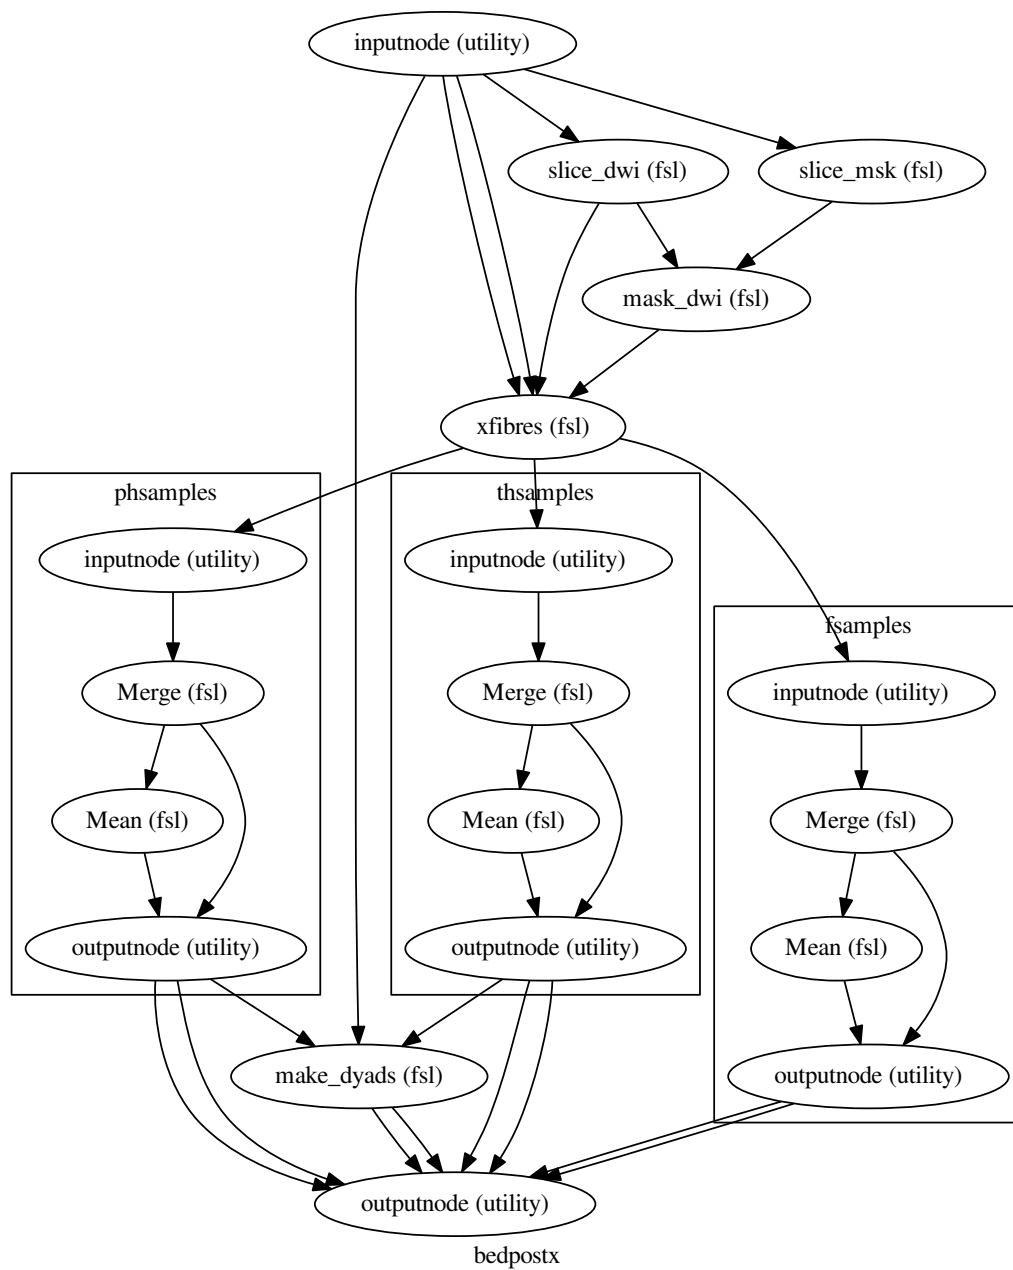 inputnode (utility)
slice_dwi (fsl)
slice_msk (fsl)
mask_dwi (fsl)
xfibres (fsl)
phsamples
inputnode (utility)
Merge (fsl)
Mean (fsl)
outputnode (utility)
thsamples
inputnode (utility)
Merge (fsl)
Mean (fsl)
outputnode (utility)
fsamples
inputnode (utility)
Merge (fsl)
Mean (fsl)
outputnode (utility)
make_dyads (fsl)
outputnode (utility)
bedpostx